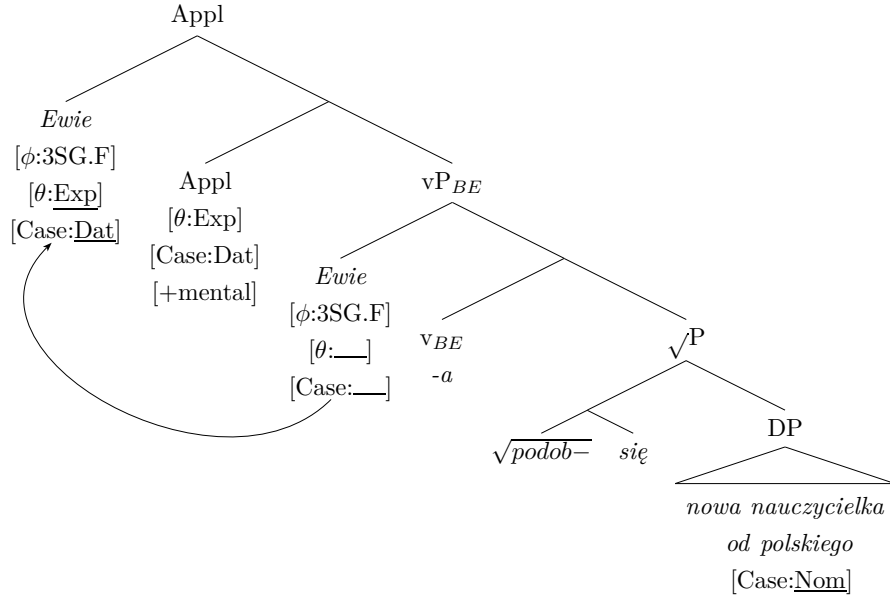 Appl
Ewie
[ϕ:3SG.F]
[θ:Exp]
[Case:Dat]
Appl
[θ:Exp]
[Case:Dat]
[+mental]
vP_BE
Ewie
[ϕ:3SG.F]
[θ:__]
[Case:__]
v_BE
-a
√P
√podob−
się
DP
nowa nauczycielka
od polskiego
[Case:Nom]